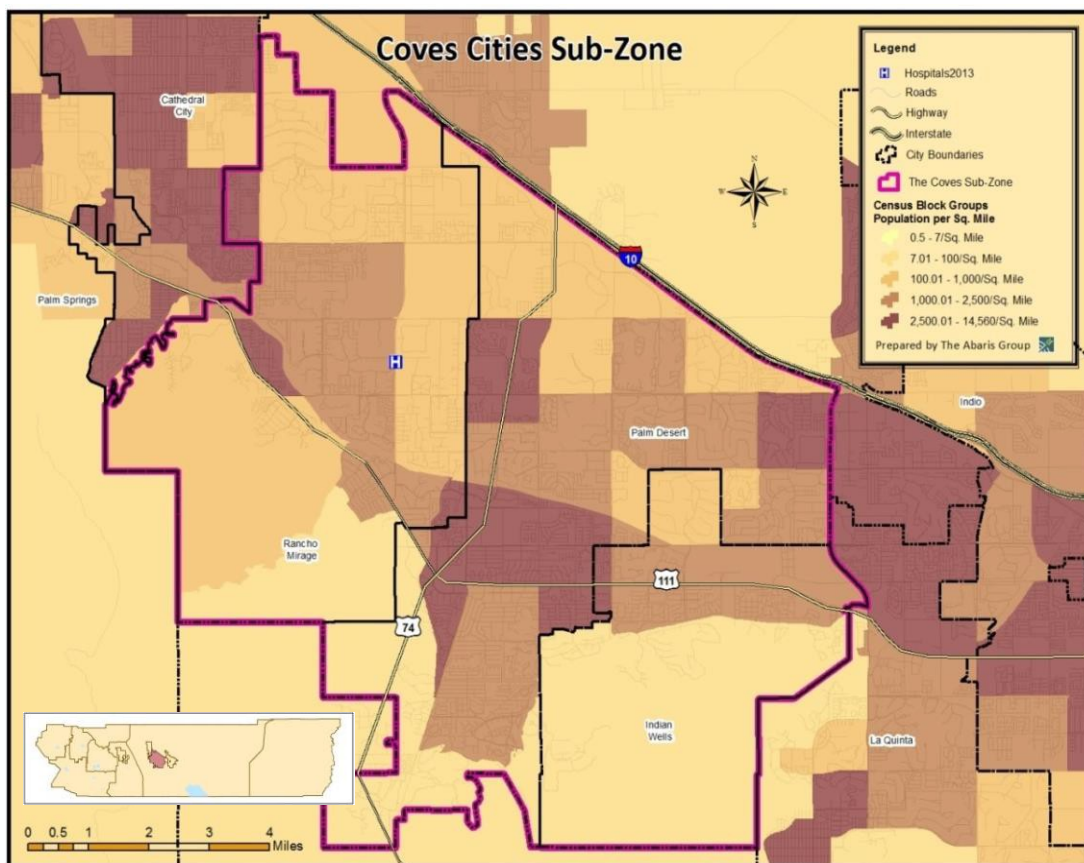 Coves Cities Sub-Zone
Legend
H Hospitals2013
Roads
Highway
Interstate
City Boundaries
The Coves Sub-Zone
Census Block Groups
Population per Sq. Mile
0.5 - 7/Sq. Mile
7.01 - 100/Sq. Mile
100.01 - 1,000/Sq. Mile
1,000.01 - 2,500/Sq. Mile
2,500.01 - 14,560/Sq. Mile
Prepared by The Abaris Group
Cathedral
City
N
W E
S
10
Palm Springs
H
Indio
Palm Desert
Rancho
Mirage
111
74
Indian
Wells
La Quinta
0 0.5 1 2 3 4
Miles